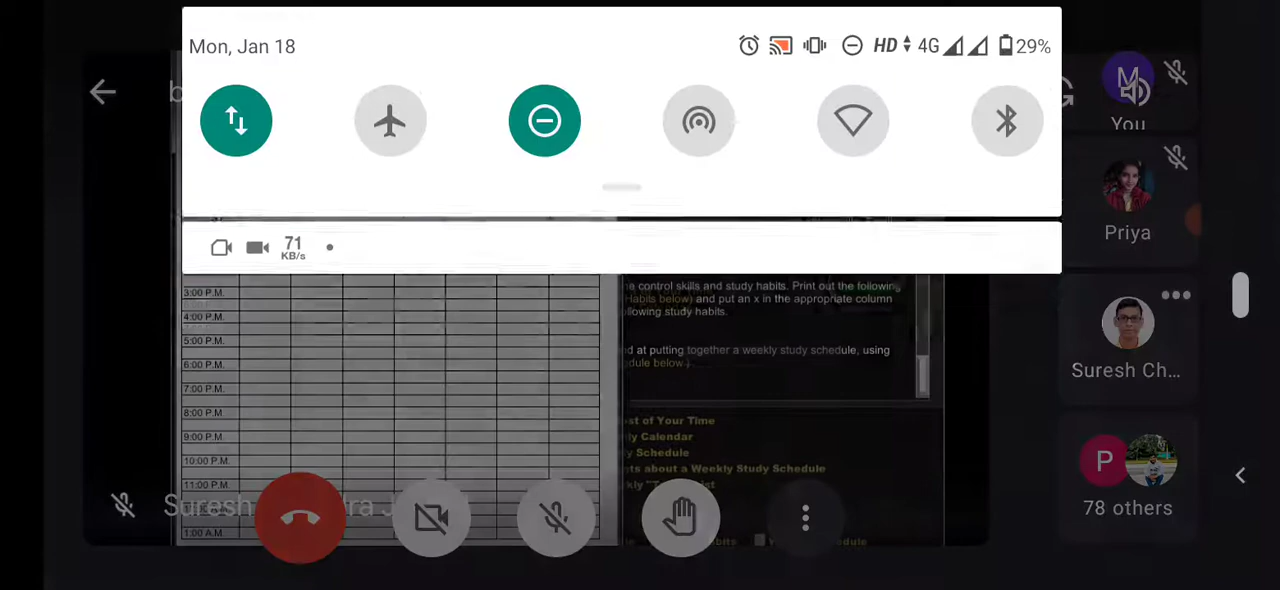 Mon, Jan 18
HD 4G 29%
You
Priya
71
KB/s
3:00 P.M.
4:00 P.M.
5:00 P.M.
6:00 P.M.
7:00 P.M.
8:00 P.M.
9:00 P.M.
10:00 P.M.
11:00 P.M.
1:00 A.M.
e control skills and study habits. Print out the following
Habits below) and put an x in the appropriate column
llowing study habits.
d at putting together a weekly study schedule, using
dule below.)
st of Your Time
ly Calendar
y Schedule
ts about a Weekly Study Schedule
Suresh Ch...
P
78 others
Suresh